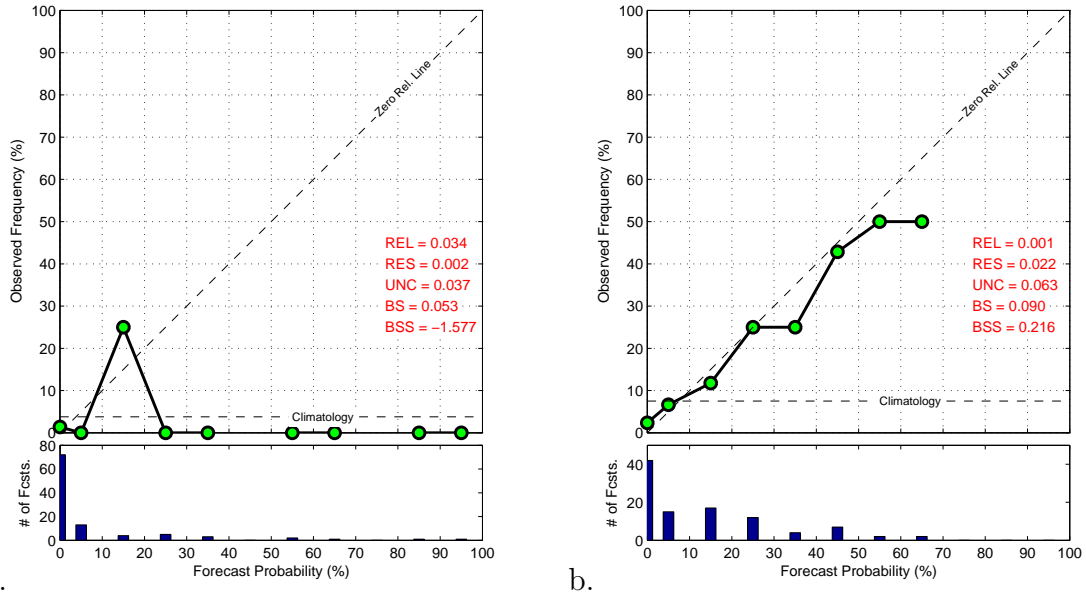 100
90
80
70
60
50
40
30
20
10
0
Observed Frequency (%)
Zero Rel. Line
REL = 0.034
RES = 0.002
UNC = 0.037
BS = 0.053
BSS = −1.577
Climatology
80
60
40
20
0
# of Fcsts.
0 10 20 30 40 50 60 70 80 90 100
Forecast Probability (%)
.
100
90
80
70
60
50
40
30
20
10
0
Observed Frequency (%)
Zero Rel. Line
REL = 0.001
RES = 0.022
UNC = 0.063
BS = 0.090
BSS = 0.216
Climatology
40
20
0
# of Fcsts.
0 10 20 30 40 50 60 70 80 90 100
Forecast Probability (%)
b.